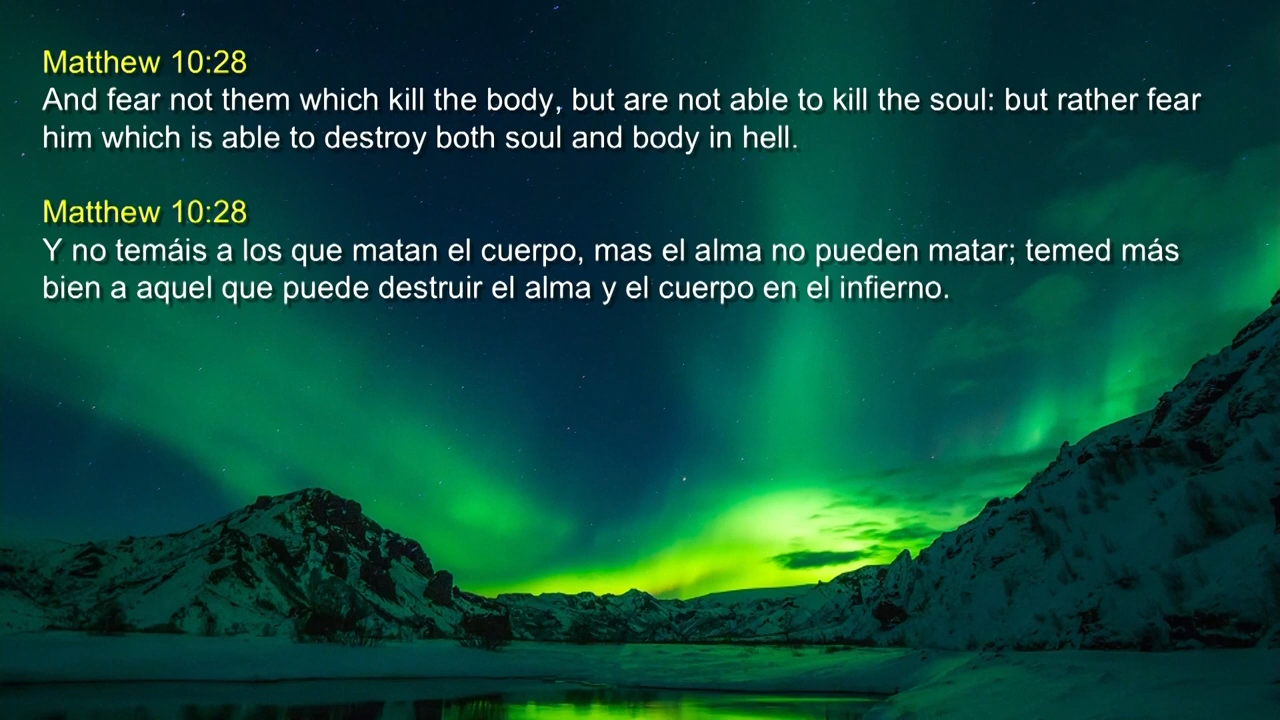 Matthew 10:28
And fear not them which kill the body, but are not able to kill the soul: but rather fear
him which is able to destroy both soul and body in hell.
Matthew 10:28
Y no temáis a los que matan el cuerpo, mas el alma no pueden matar; temed más
bien a aquel que puede destruir el alma y el cuerpo en el infierno.